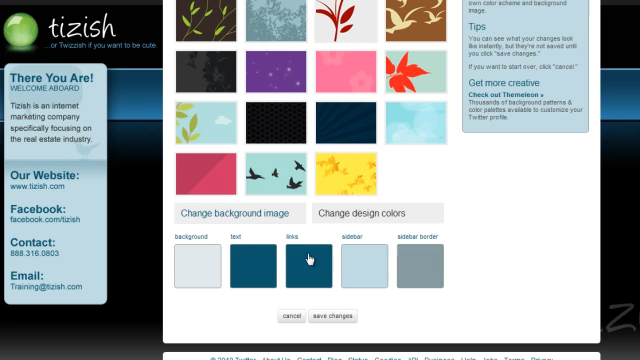 tizish
...or Twizzish if you want to be cute.
There You Are!
WELCOME ABOARD
Tizish is an internet
marketing company
specifically focusing on
the real estate industry.
Our Website:
www.tizish.com
Facebook:
facebook.com/tizish
Contact:
888.316.0803
Email:
Training@tizish.com
Change background image
Change design colors
background
text
links
sidebar
sidebar border
cancel
save changes
own color scheme and background
image.
Tips
You can see what your changes look
like instantly, but they're not saved until
you click "save changes".
If you want to start over, click "cancel."
Get more creative
Check out Themeleon »
Thousands of background patterns &
color palettes available to customize your
Twitter profile.